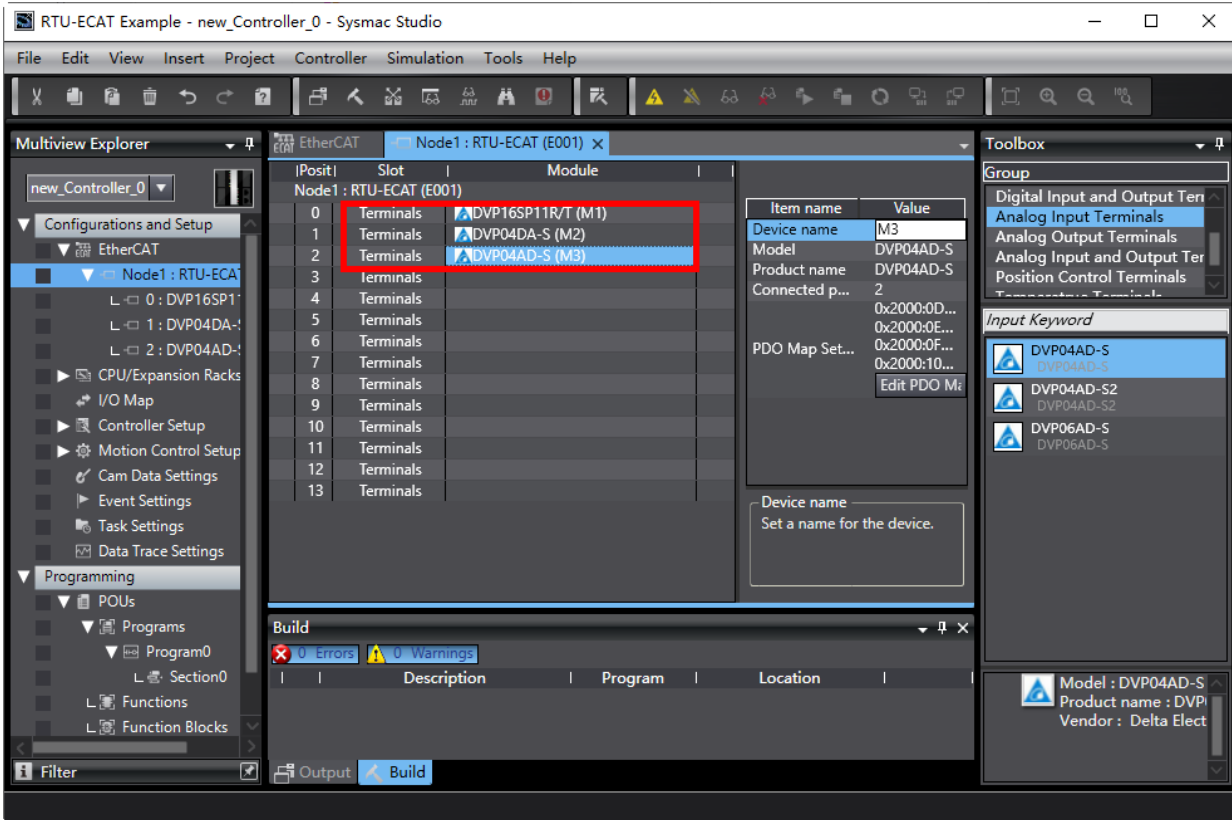 RTU-ECAT Example - new_Controller_0 - Sysmac Studio
File Edit View Insert Project Controller Simulation Tools Help
Multiview Explorer
new_Controller_0
Configurations and Setup
EtherCAT
Node1 : RTU-ECAT
0 : DVP16SP11
1 : DVP04DA-S
2 : DVP04AD-S
CPU/Expansion Racks
I/O Map
Controller Setup
Motion Control Setup
Cam Data Settings
Event Settings
Task Settings
Data Trace Settings
Programming
POUs
Programs
Program0
Section0
Functions
Function Blocks
Filter
EtherCAT
Node1 : RTU-ECAT (E001)
|Posit| Slot | Module | |
Node1 : RTU-ECAT (E001)
0 Terminals DVP16SP11R/T (M1)
1 Terminals DVP04DA-S (M2)
2 Terminals DVP04AD-S (M3)
3 Terminals
4 Terminals
5 Terminals
6 Terminals
7 Terminals
8 Terminals
9 Terminals
10 Terminals
11 Terminals
12 Terminals
13 Terminals
Item name Value
Device name M3
Model DVP04AD-S
Product name DVP04AD-S
Connected p... 2
PDO Map Set...
0x2000:0D...
0x2000:0E...
0x2000:0F...
0x2000:10...
Edit PDO Ma
Device name
Set a name for the device.
Build
0 Errors 0 Warnings
| | Description | Program | Location | |
Output Build
Toolbox
Group
Digital Input and Output Tern
Analog Input Terminals
Analog Output Terminals
Analog Input and Output Ter
Position Control Terminals
Input Keyword
DVP04AD-S
DVP04AD-S
DVP04AD-S2
DVP04AD-S2
DVP06AD-S
DVP06AD-S
Model : DVP04AD-S
Product name : DVP
Vendor : Delta Elect